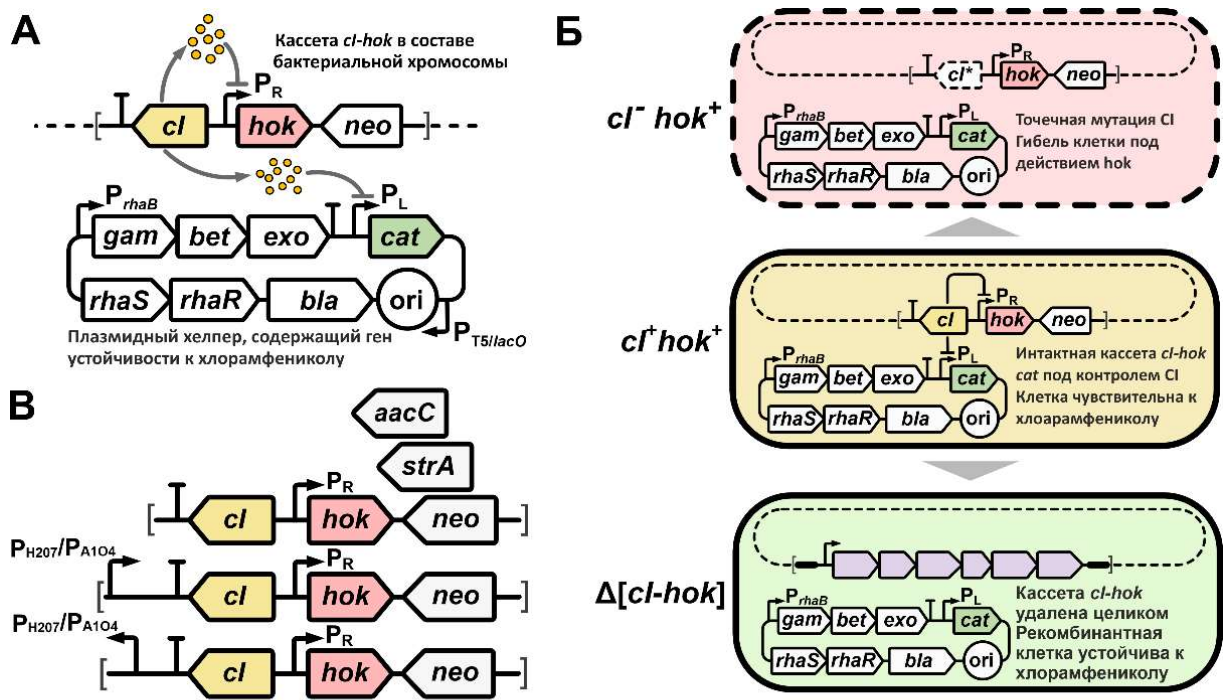 А
Кассета cI-hok в составе
бактериальной хромосомы
PR
cI
hok
neo
PrhaB
PL
gam
bet
exo
cat
rhaS
rhaR
bla
ori
PT5/lacO
Плазмидный хелпер, содержащий ген
устойчивости к хлорамфениколу
Б
cI- hok+
PR
cI*
hok
neo
PrhaB
PL
gam
bet
exo
cat
rhaS
rhaR
bla
ori
Точечная мутация CI
Гибель клетки под
действием hok
cI+hok+
PR
cI
hok
neo
PrhaB
PL
gam
bet
exo
cat
rhaS
rhaR
bla
ori
Интактная кассета cI-hok
cat под контролем CI
Клетка чувствительна к
хлоарамфениколу
Δ[cI-hok]
PrhaB
PL
gam
bet
exo
cat
rhaS
rhaR
bla
ori
Кассета cI-hok
удалена целиком
Рекомбинантная
клетка устойчива к
хлорамфениколу
В
aacC
strA
PR
cI
hok
neo
PH207/PA1O4
PR
cI
hok
neo
PH207/PA1O4
PR
cI
hok
neo